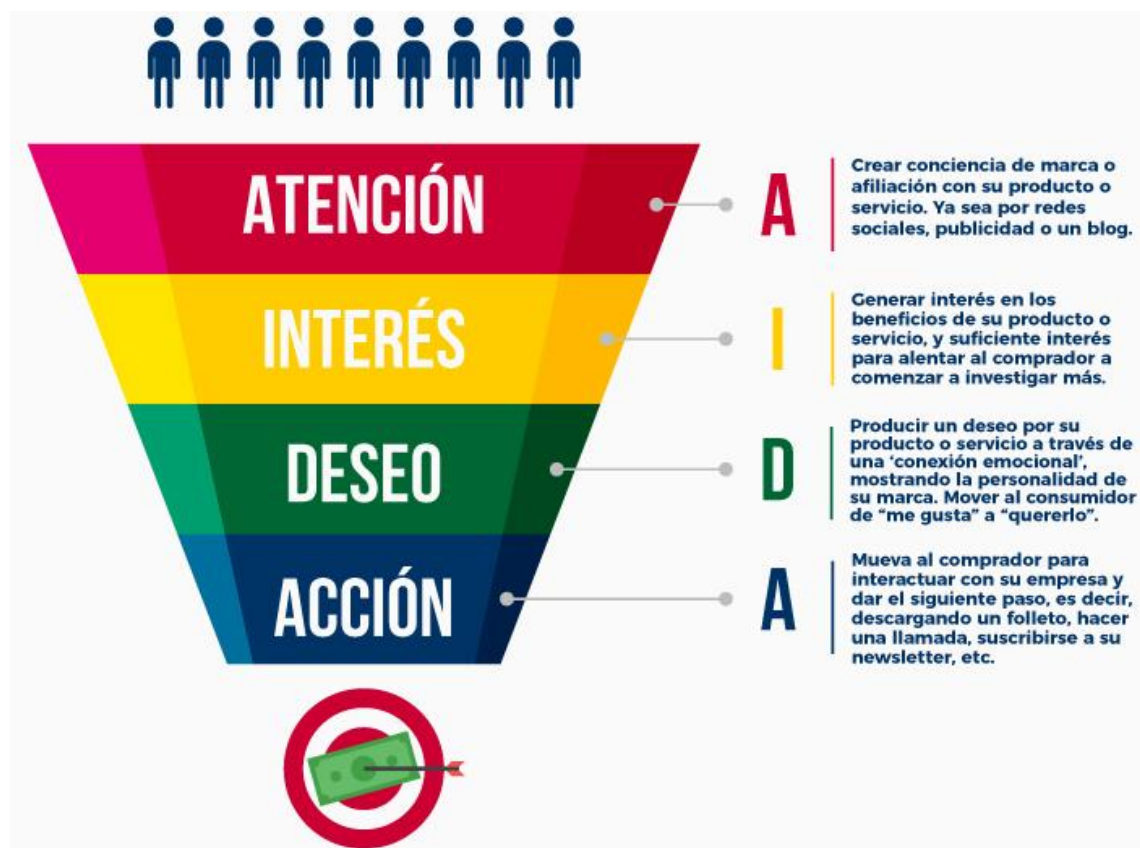 ATENCIÓN
A
Crear conciencia de marca o
afiliación con su producto o
servicio. Ya sea por redes
sociales, publicidad o un blog.
INTERÉS
I
Generar interés en los
beneficios de su producto o
servicio, y suficiente interés
para alentar al comprador a
comenzar a investigar más.
DESEO
D
Producir un deseo por su
producto o servicio a través de
una ‘conexión emocional’,
mostrando la personalidad de
su marca. Mover al consumidor
de “me gusta” a “quererlo”.
ACCIÓN
A
Mueva al comprador para
interactuar con su empresa y
dar el siguiente paso, es decir,
descargando un folleto, hacer
una llamada, suscribirse a su
newsletter, etc.